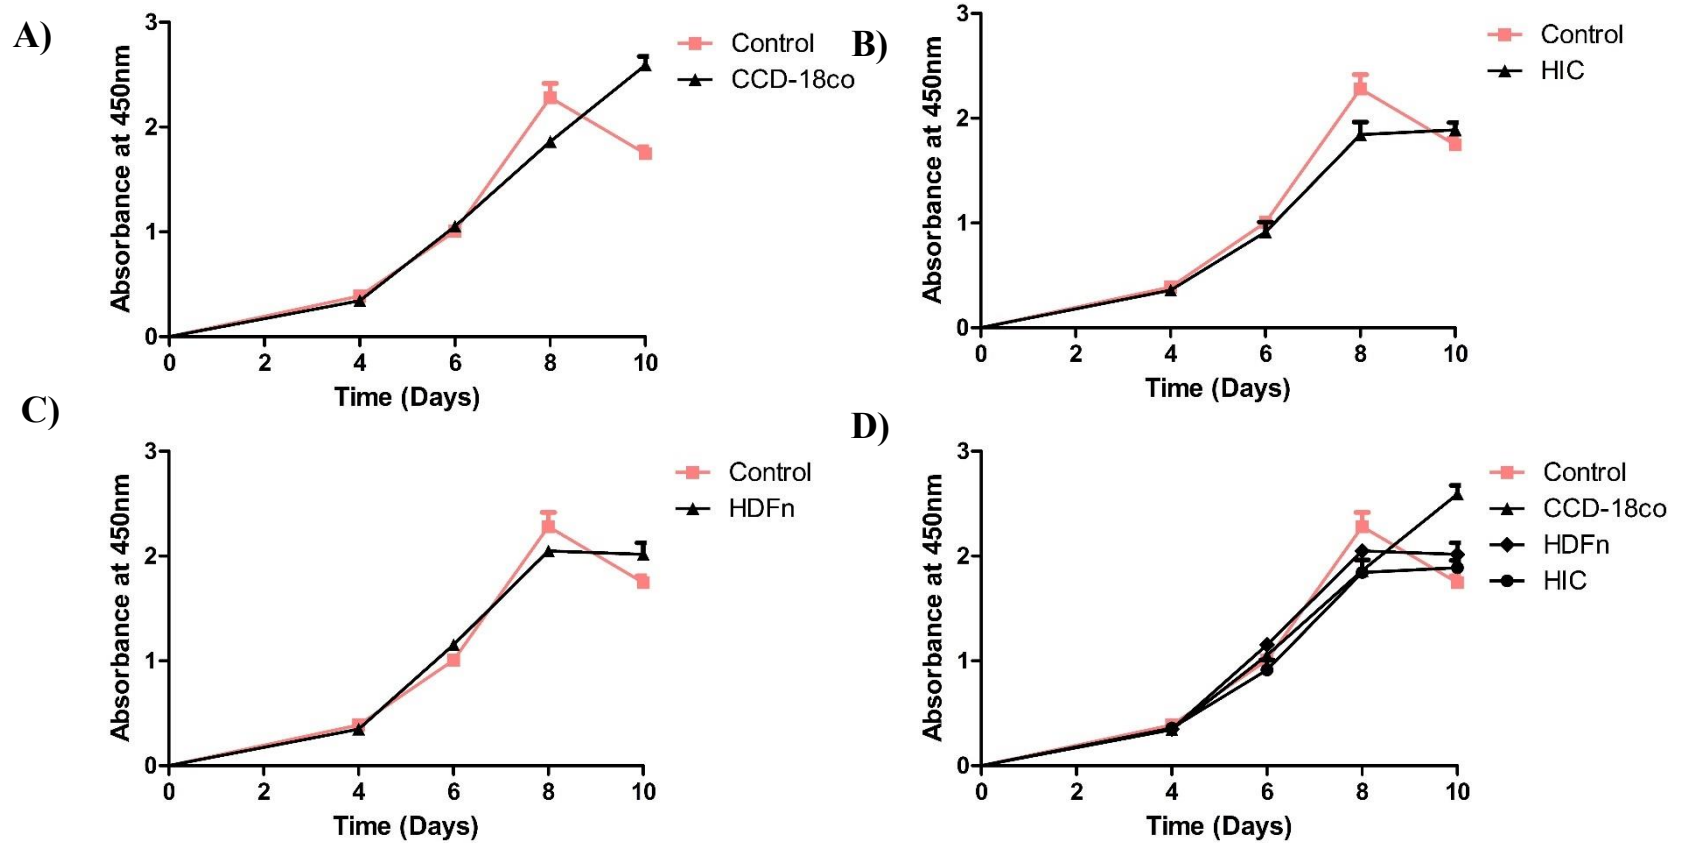 A)
Absorbance at 450nm
3
2
1
0
0 2 4 6 8 10
Time (Days)
Control
CCD-18co
B)
Absorbance at 450nm
3
2
1
0
0 2 4 6 8 10
Time (Days)
Control
HIC
C)
Absorbance at 450nm
3
2
1
0
0 2 4 6 8 10
Time (Days)
Control
HDFn
D)
Absorbance at 450nm
3
2
1
0
0 2 4 6 8 10
Time (Days)
Control
CCD-18co
HDFn
HIC